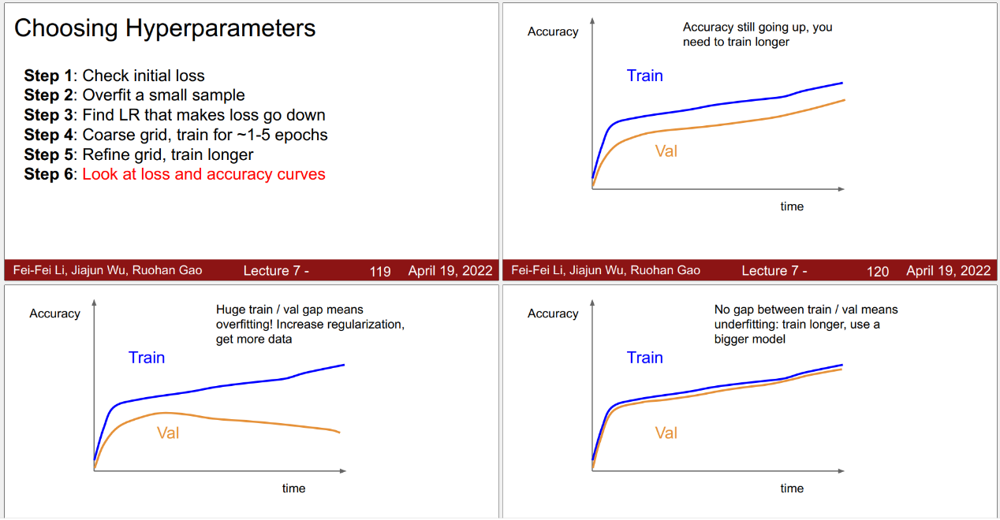 Choosing Hyperparameters
Step 1: Check initial loss
Step 2: Overfit a small sample
Step 3: Find LR that makes loss go down
Step 4: Coarse grid, train for ~1-5 epochs
Step 5: Refine grid, train longer
Step 6: Look at loss and accuracy curves
Fei-Fei Li, Jiajun Wu, Ruohan Gao Lecture 7 - 119 April 19, 2022
Accuracy
Accuracy still going up, you
need to train longer
Train
Val
time
Fei-Fei Li, Jiajun Wu, Ruohan Gao Lecture 7 - 120 April 19, 2022
Accuracy
Huge train / val gap means
overfitting! Increase regularization,
get more data
Train
Val
time
Accuracy
No gap between train / val means
underfitting: train longer, use a
bigger model
Train
Val
time